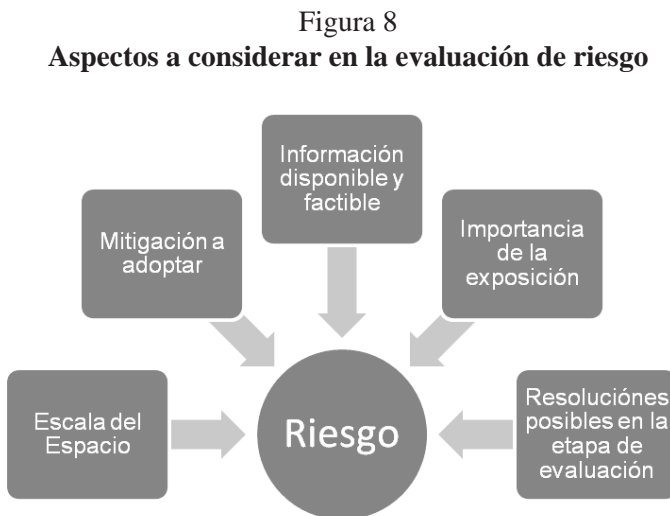 Figura 8
Aspectos a considerar en la evaluación de riesgo
Información
disponible y
factible
Mitigación a
adoptar
Importancia
de la
exposición
Escala del
Espacio
Riesgo
Resoluciónes
posibles en la
etapa de
evaluación